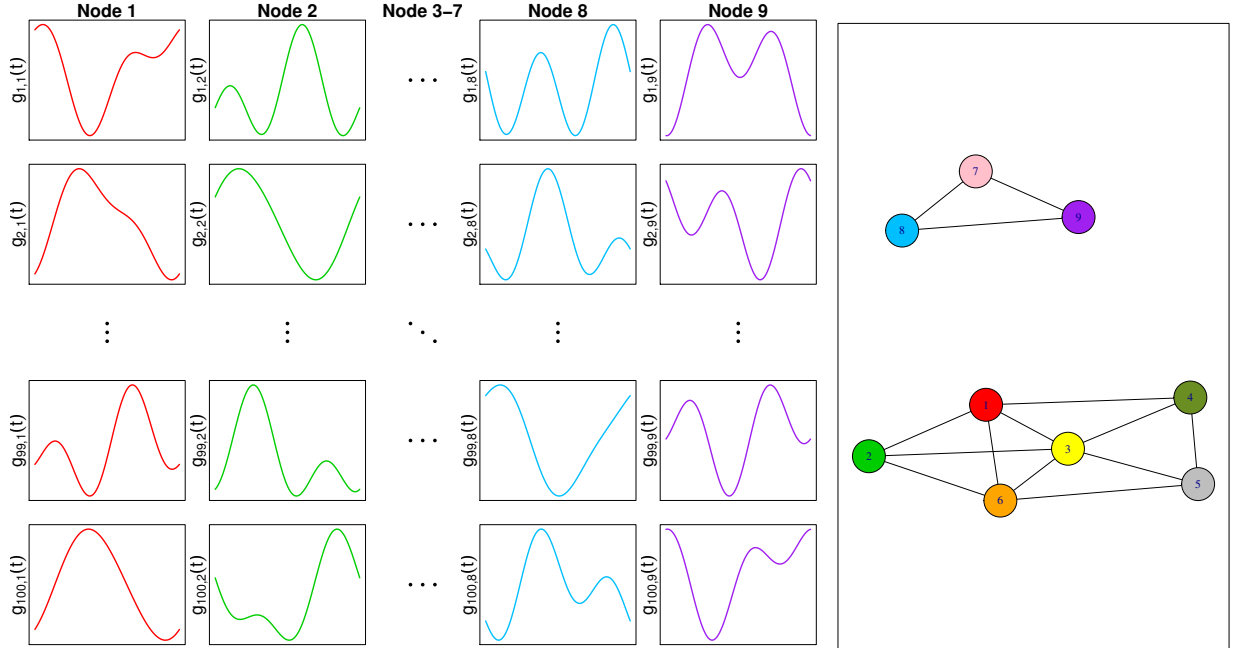 Node 1 Node 2 Node 3−7 Node 8 Node 9
g1,1(t) g1,2(t) ... g1,8(t) g1,9(t)
g2,1(t) g2,2(t) ... g2,8(t) g2,9(t)
g99,1(t) g99,2(t) ... g99,8(t) g99,9(t)
g100,1(t) g100,2(t) ... g100,8(t) g100,9(t)
7
9
8
4
1
3
2
5
6